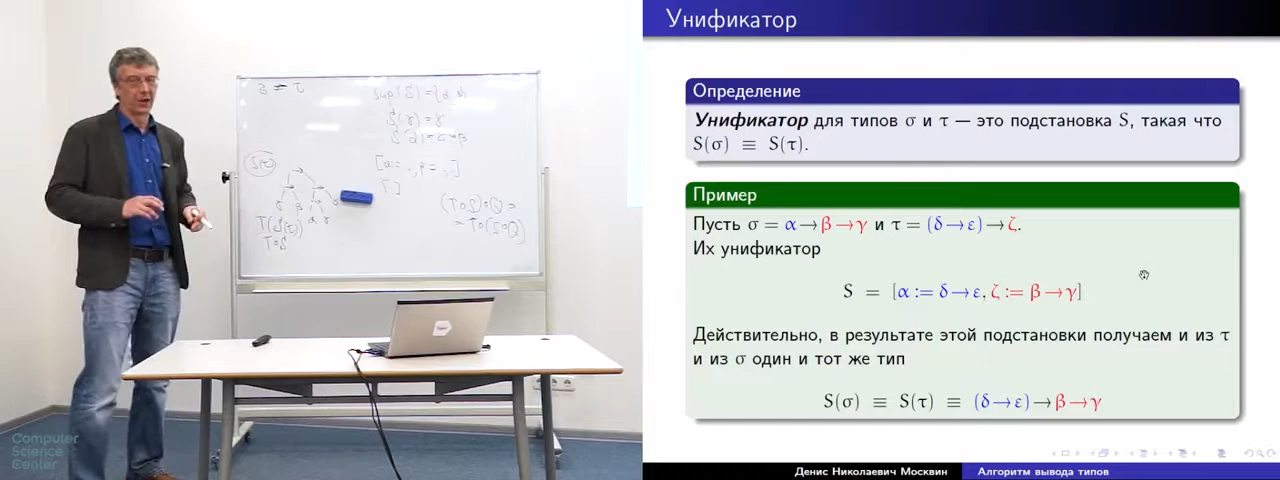 σ = τ
S(γ) = γ
S(τ)
T(S(τ))
T∘S
(T∘S)∘Q =
= T∘(S∘Q)
Computer
Science
Center
Унификатор
Определение
Унификатор для типов σ и τ — это подстановка S, такая что
S(σ) ≡ S(τ).
Пример
Пусть σ = α→β→γ и τ = (δ→ε)→ζ.
Их унификатор
S = [α := δ→ε, ζ := β→γ]
Действительно, в результате этой подстановки получаем и из τ
и из σ один и тот же тип
S(σ) ≡ S(τ) ≡ (δ→ε)→β→γ
Денис Николаевич Москвин
Алгоритм вывода типов